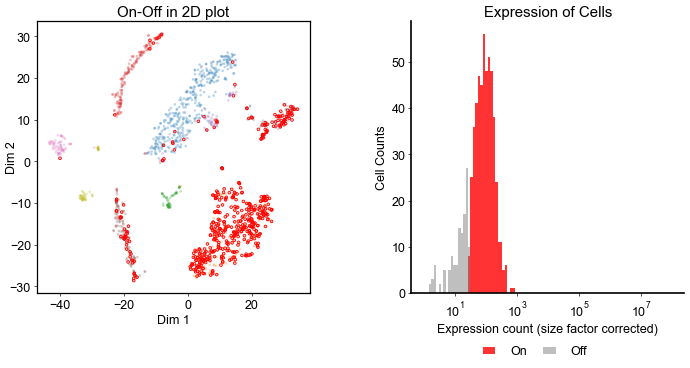 On-Off in 2D plot
Dim 2
30
20
10
0
−10
−20
−30
−40
−20
0
20
Dim 1
Expression of Cells
Cell Counts
50
40
30
20
10
0
10^1
10^3
10^5
10^7
Expression count (size factor corrected)
On
Off